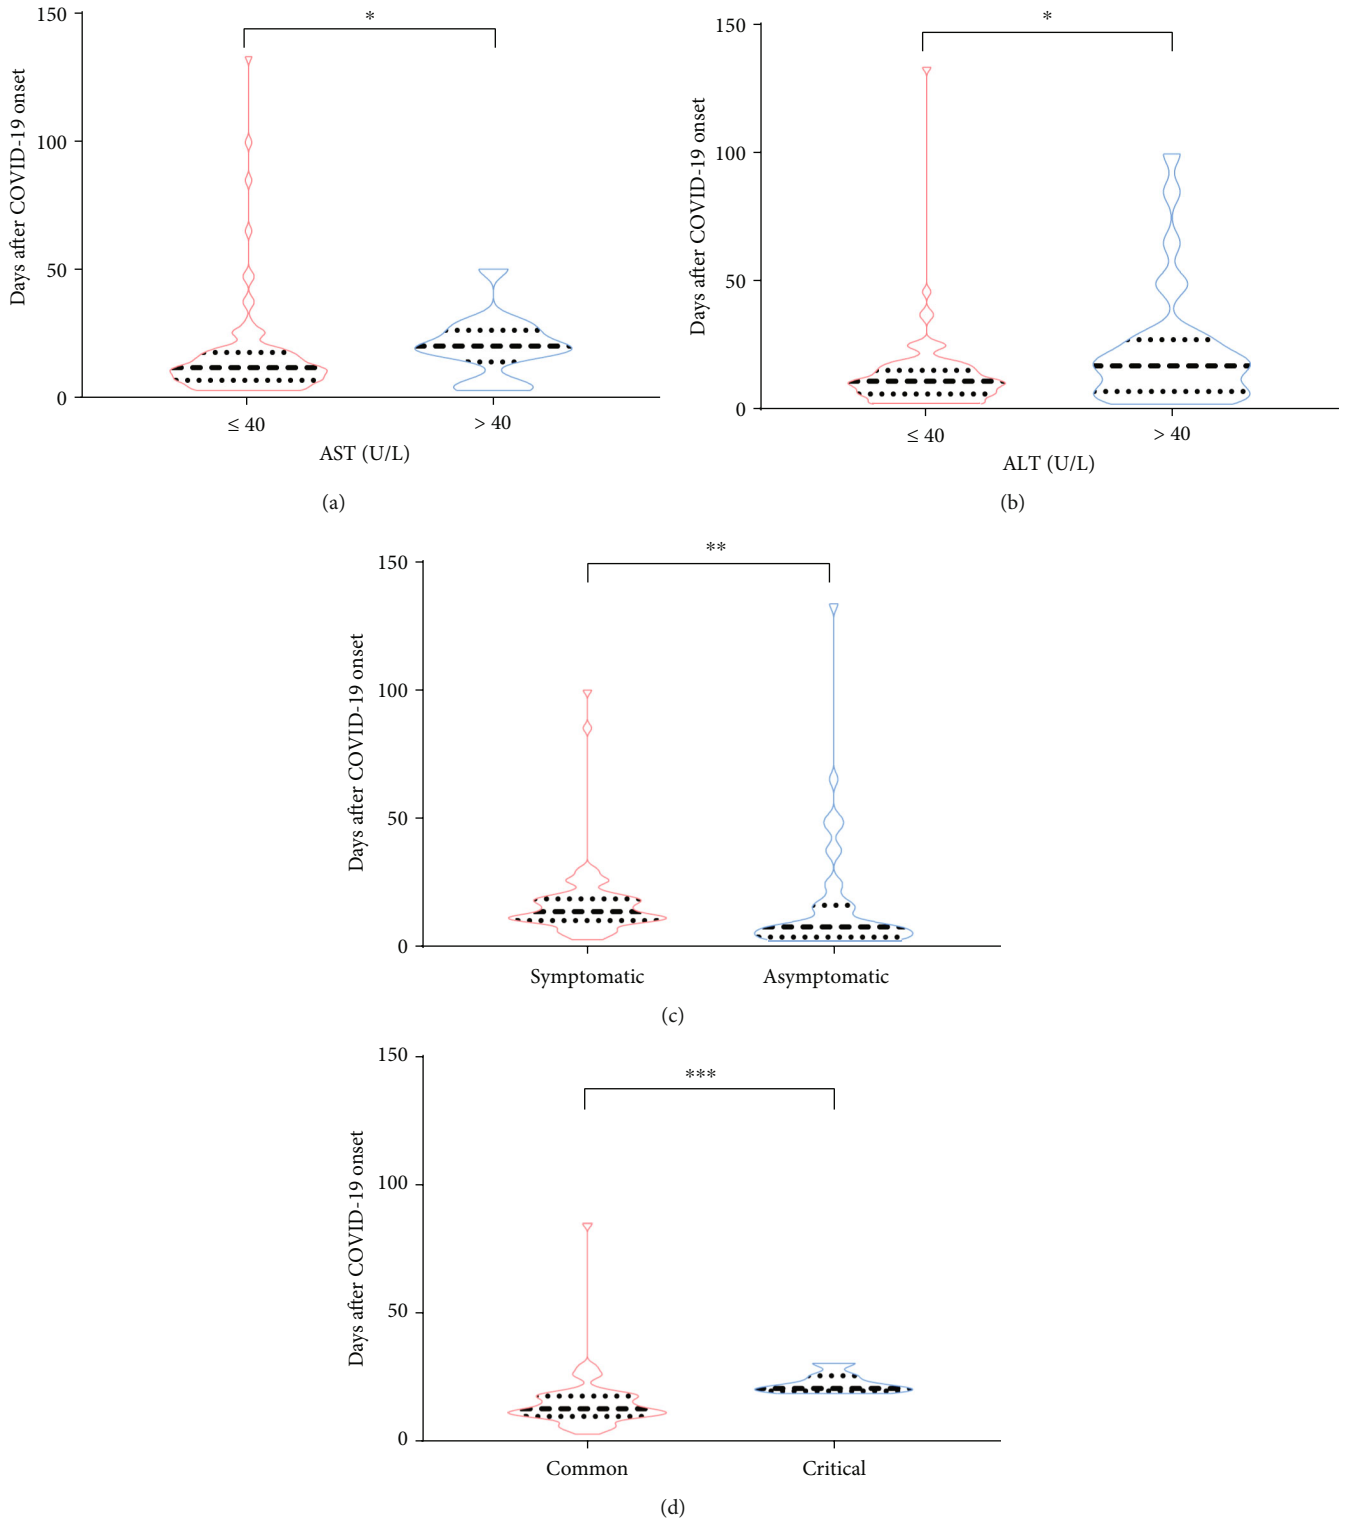 *
150
100
50
0
Days after COVID-19 onset
≤ 40
> 40
AST (U/L)
(a)
*
150
100
50
0
Days after COVID-19 onset
≤ 40
> 40
ALT (U/L)
(b)
**
150
100
50
0
Days after COVID-19 onset
Symptomatic
Asymptomatic
(c)
***
150
100
50
0
Days after COVID-19 onset
Common
Critical
(d)